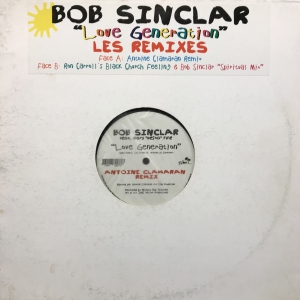 BOB SINCLAR
"Love Generation"
LES REMIXES
Face A: Antoine Clamaran Remix
Face B: Ron Carroll's Black Church Feeling & Bob Sinclar "Spiritual Mix"
BOB SINCLAR
"Love Generation"
ANTOINE CLAMARAN
REMIX